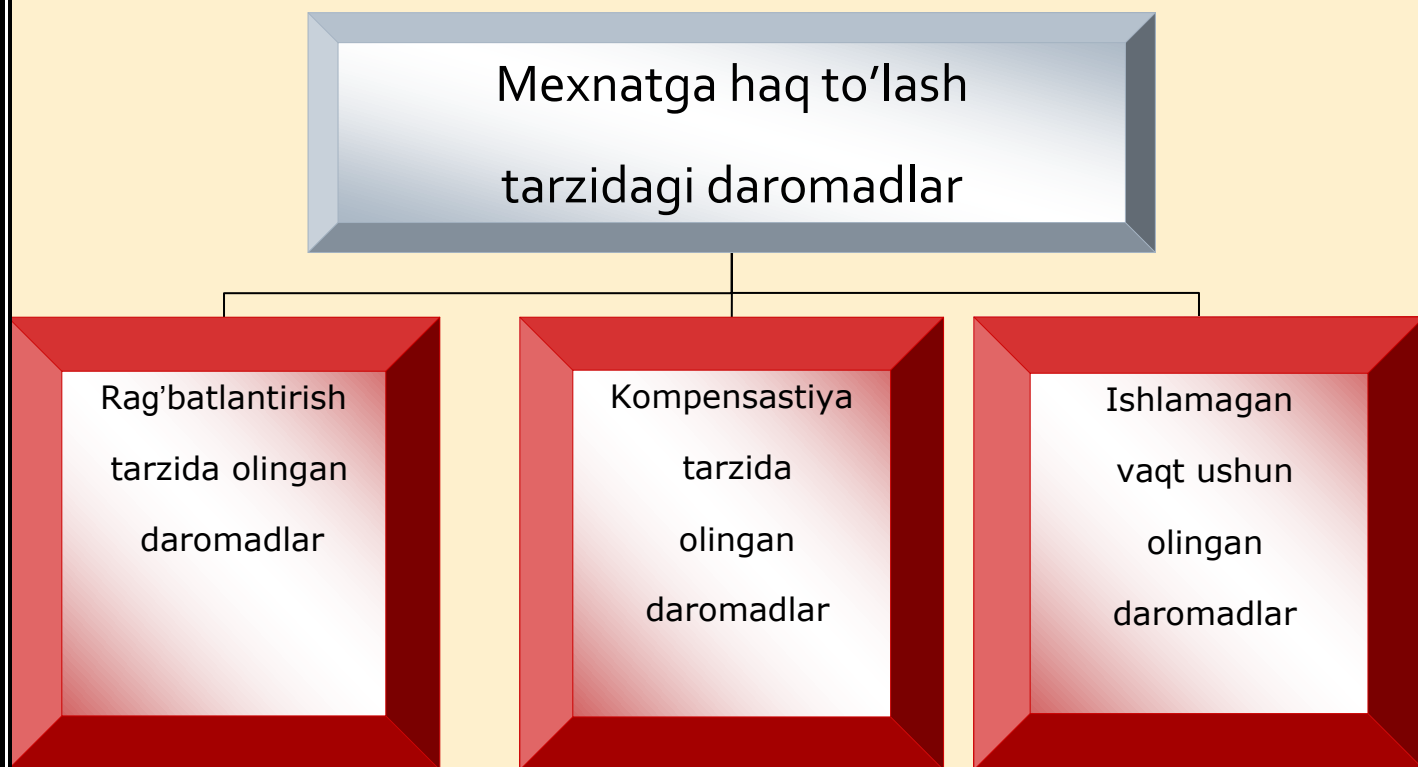 Mexnatga haq to‘lash
tarzidagi daromadlar
Rag’batlantirish
tarzida olingan
daromadlar
Kompensastiya
tarzida
olingan
daromadlar
Ishlamagan
vaqt ushun
olingan
daromadlar